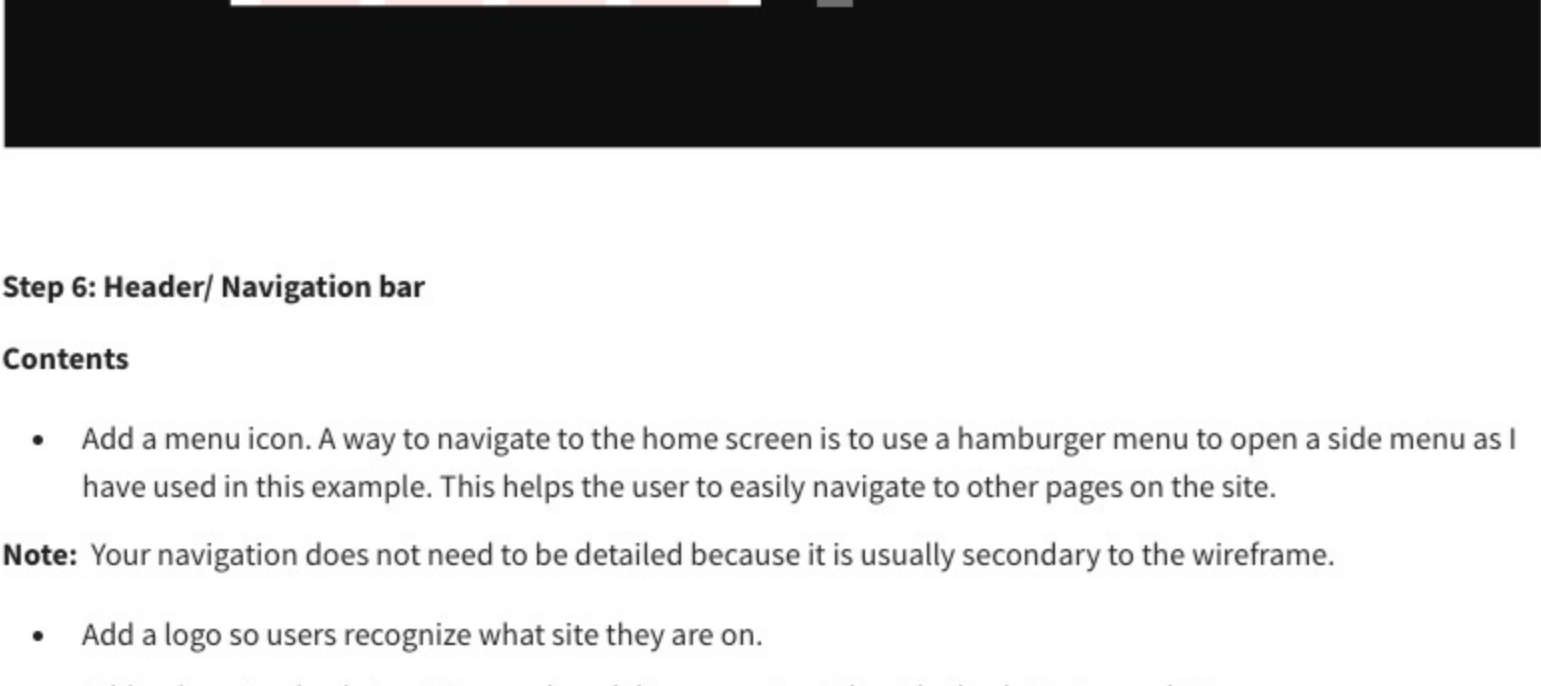 Step 6: Header/ Navigation bar
Contents
• Add a menu icon. A way to navigate to the home screen is to use a hamburger menu to open a side menu as I
have used in this example. This helps the user to easily navigate to other pages on the site.
Note: Your navigation does not need to be detailed because it is usually secondary to the wireframe.
• Add a logo so users recognize what site they are on.